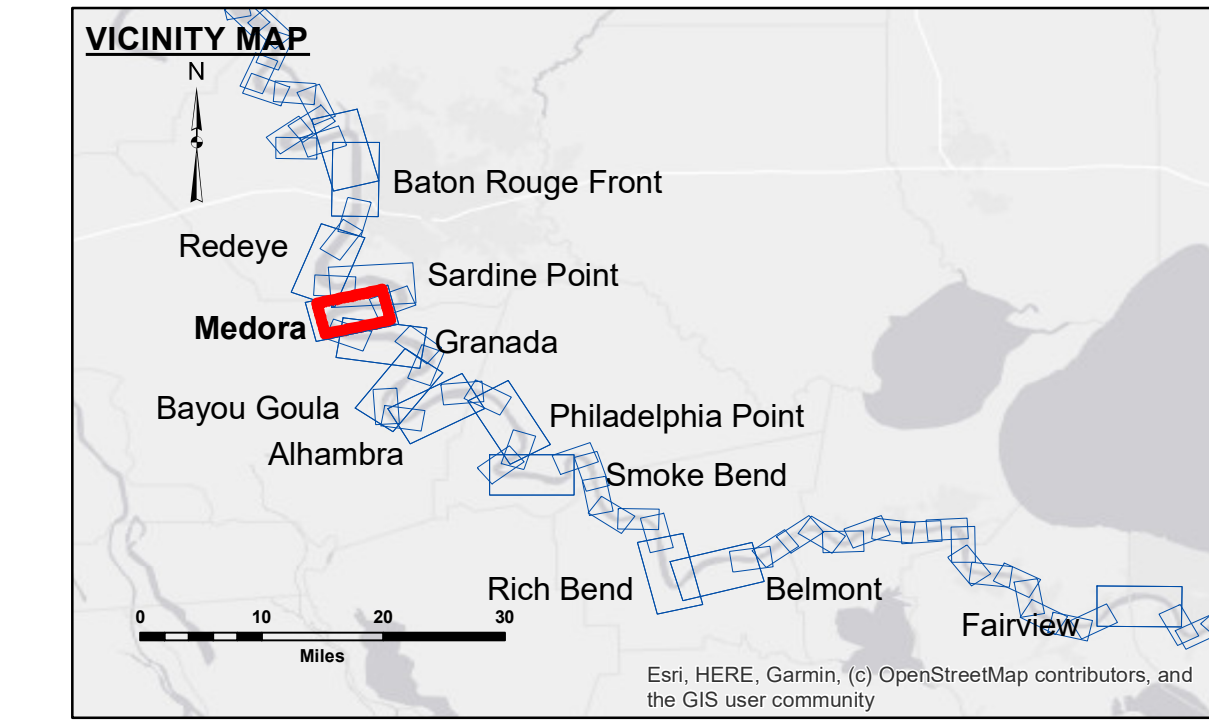 VICINITY MAP
N
Baton Rouge Front
Redeye
Sardine Point
Medora
Granada
Bayou Goula
Philadelphia Point
Alhambra
Smoke Bend
Rich Bend
Belmont
Fairview
0 10 20 30
Miles
Esri, HERE, Garmin, (c) OpenStreetMap contributors, and
the GIS user community